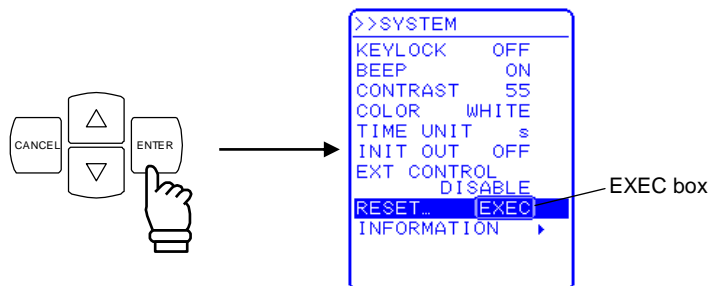 >>SYSTEM
KEYLOCK OFF
BEEP ON
CONTRAST 55
COLOR WHITE
TIME UNIT s
INIT OUT OFF
EXT CONTROL
DISABLE
RESET… EXEC
INFORMATION
CANCEL
ENTER
EXEC box